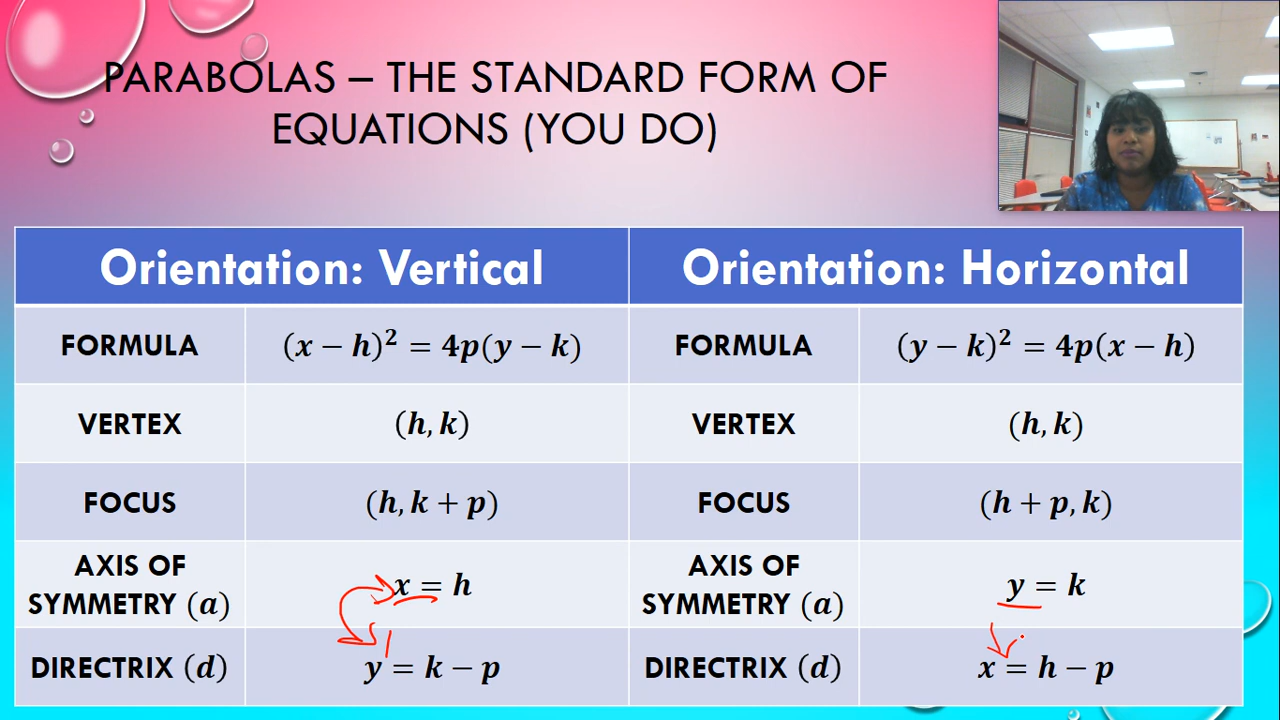 PARABOLAS – THE STANDARD FORM OF
EQUATIONS (YOU DO)
Orientation: Vertical
Orientation: Horizontal
FORMULA
(x − h)² = 4p(y − k)
FORMULA
(y − k)² = 4p(x − h)
VERTEX
(h, k)
VERTEX
(h, k)
FOCUS
(h, k + p)
FOCUS
(h + p, k)
AXIS OF
SYMMETRY (a)
x = h
AXIS OF
SYMMETRY (a)
y = k
DIRECTRIX (d)
y = k − p
DIRECTRIX (d)
x = h − p